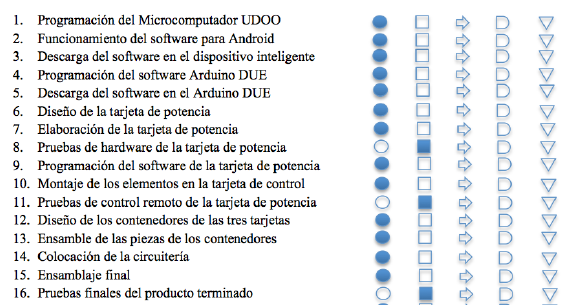 1. Programación del Microcomputador UDOO
2. Funcionamiento del software para Android
3. Descarga del software en el dispositivo inteligente
4. Programación del software Arduino DUE
5. Descarga del software en el Arduino DUE
6. Diseño de la tarjeta de potencia
7. Elaboración de la tarjeta de potencia
8. Pruebas de hardware de la tarjeta de potencia
9. Programación del software de la tarjeta de potencia
10. Montaje de los elementos en la tarjeta de control
11. Pruebas de control remoto de la tarjeta de potencia
12. Diseño de los contenedores de las tres tarjetas
13. Ensamble de las piezas de los contenedores
14. Colocación de la circuitería
15. Ensamblaje final
16. Pruebas finales del producto terminado